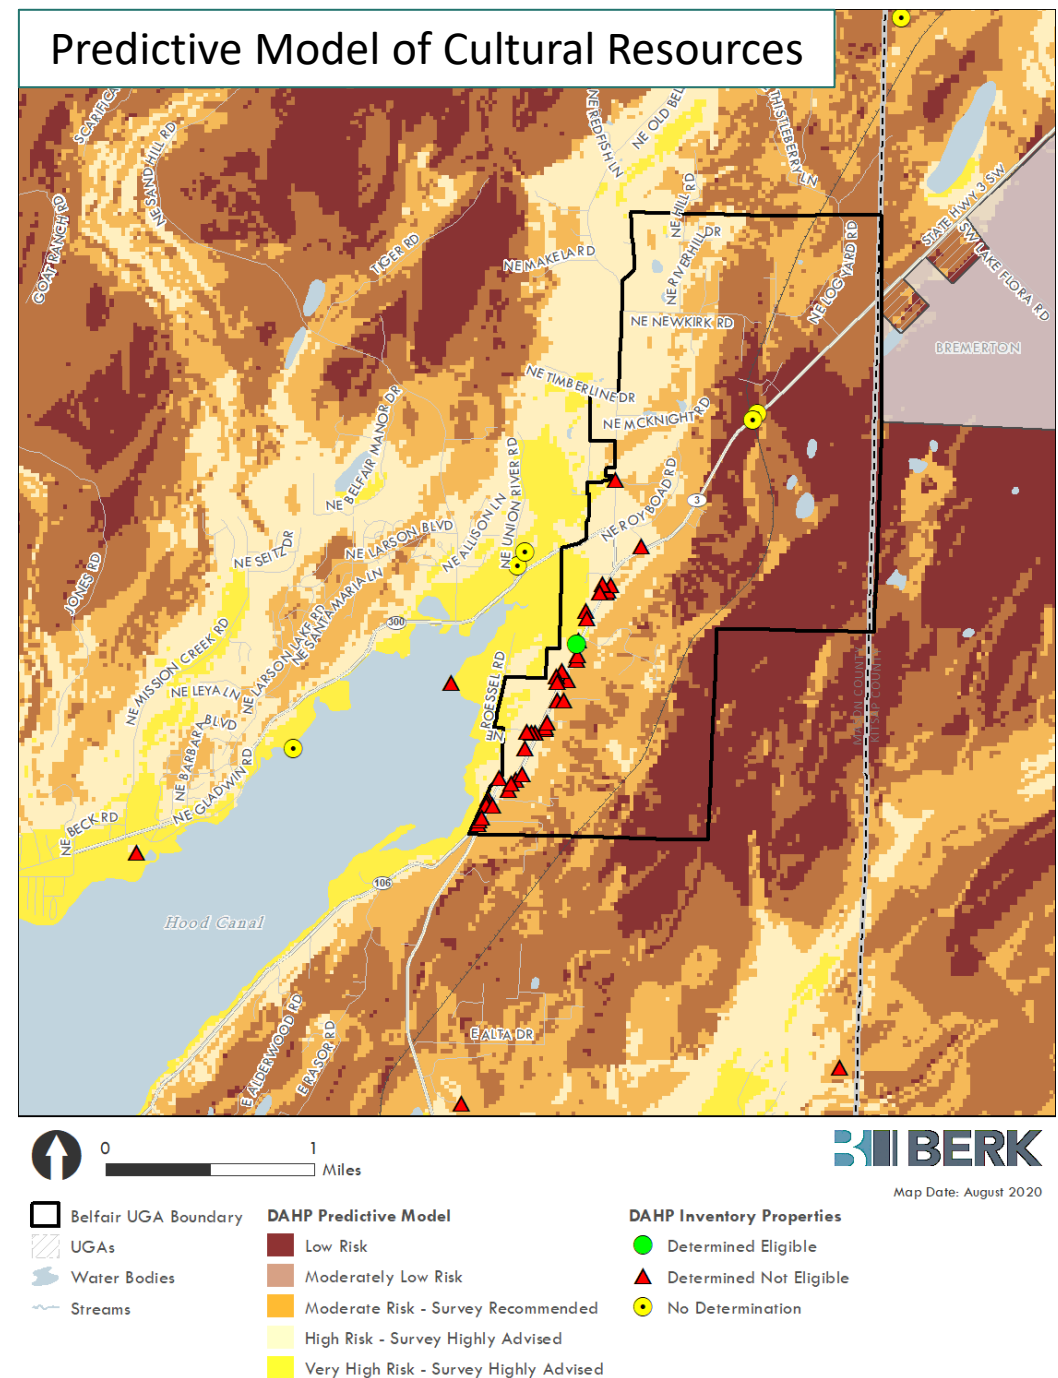 Predictive Model of Cultural Resources
NE SAND HILL RD
NE REDFISH LN
NE OLD BEL
THISTLEBERRY LN
GOAT RANCH RD
TIGER RD
NE MAKELA RD
NE HILL RD
NE RIVERHILL DR
NE LOG YARD RD
STATE HWY 3 SW
SW LAKE FLORA RD
NE NEWKIRK RD
BREMERTON
NE TIMBERLINE DR
NE MCKNIGHT RD
NE BELFAIR MANOR DR
NE UNION RIVER RD
NE ROY BOAD RD
3
NE ALLISON LN
NE LARSON BLVD
NE SEITZ DR
NE SANTA MARIA LN
JONES RD
300
NE MISSION CREEK RD
NE LARSON LAKE RD
NE LEYA LN
NE ROESSEL RD
MASON COUNTY
KITSAP COUNTY
NE BARBARA BLVD
NE GLADWIN RD
NE BECK RD
106
Hood Canal
E ALDERWOOD RD
E RASOR RD
E ALTA DR
0 1
Miles
BERK
Map Date: August 2020
Belfair UGA Boundary
UGAs
Water Bodies
Streams
DAHP Predictive Model
Low Risk
Moderately Low Risk
Moderate Risk - Survey Recommended
High Risk - Survey Highly Advised
Very High Risk - Survey Highly Advised
DAHP Inventory Properties
Determined Eligible
Determined Not Eligible
No Determination